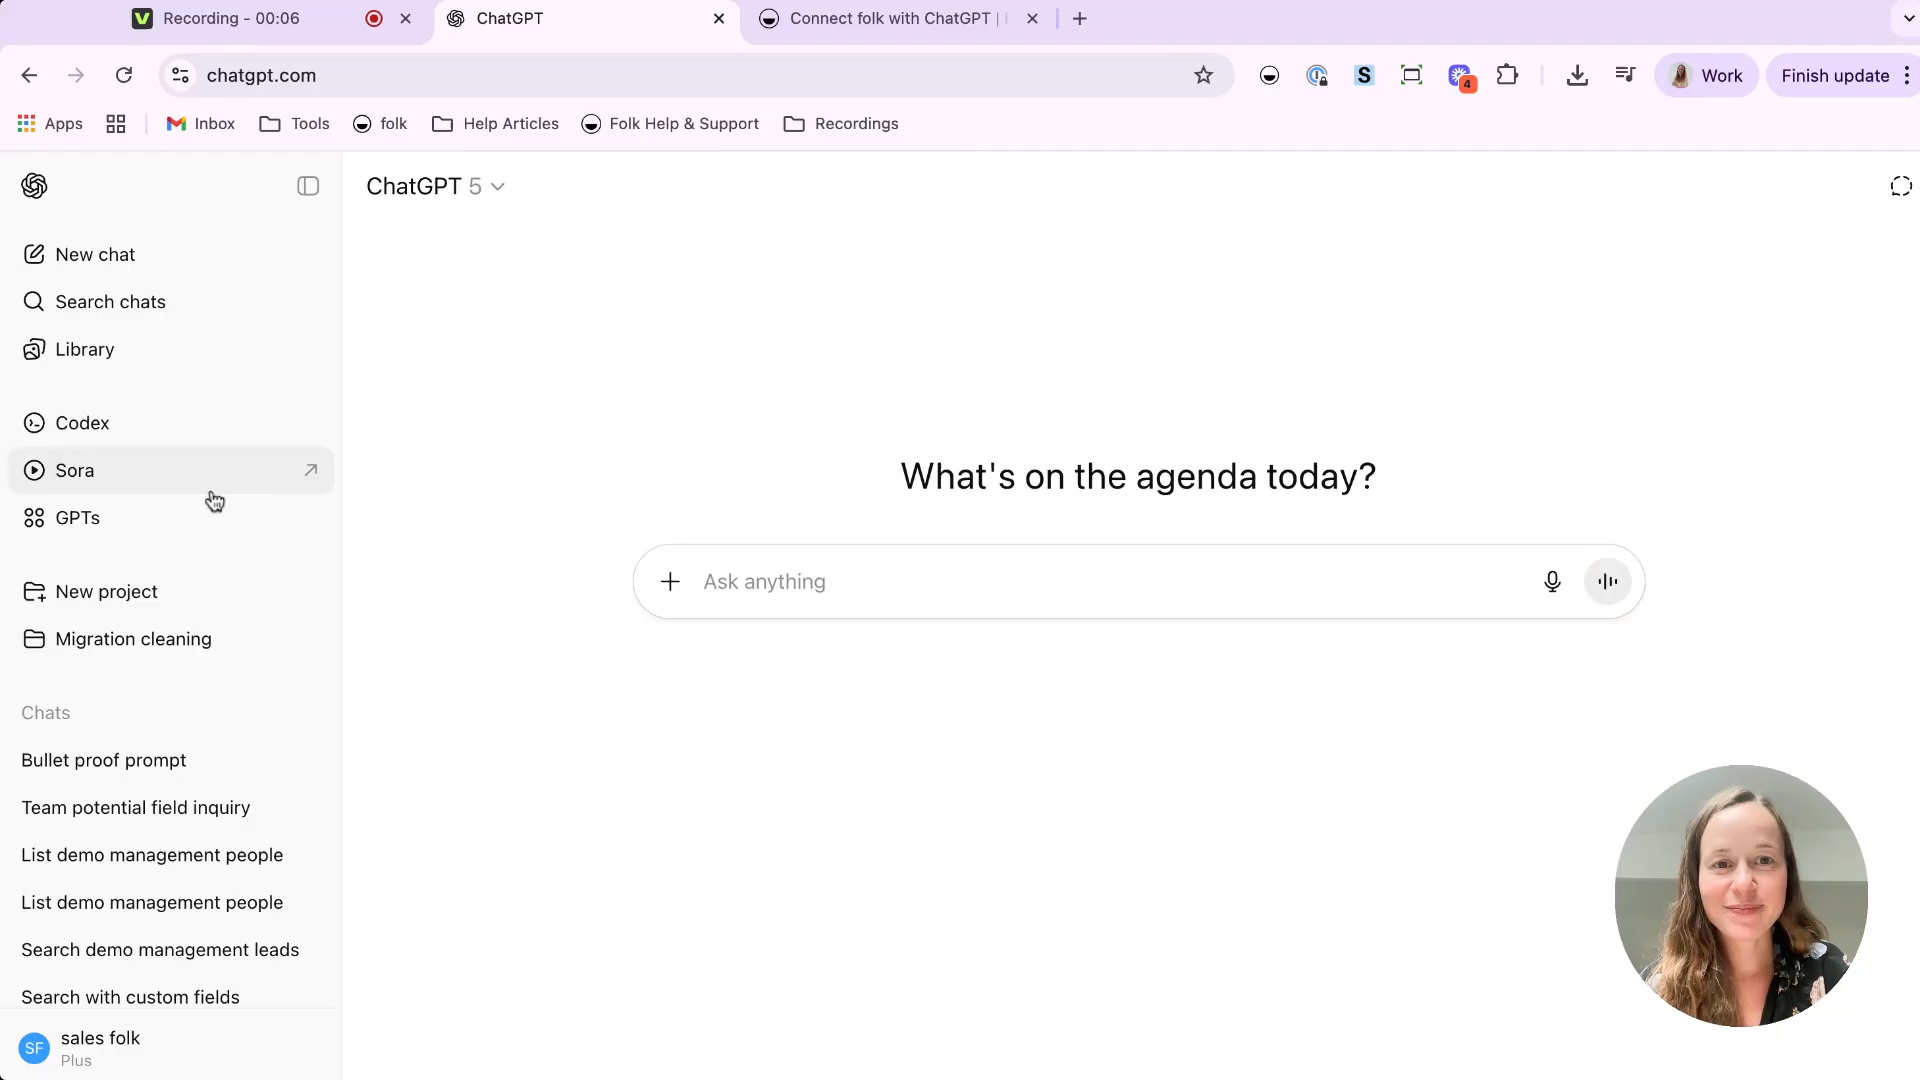 Recording - 00:06
ChatGPT
Connect folk with ChatGPT |
chatgpt.com
S
4
Work
Finish update
Apps
Inbox
Tools
folk
Help Articles
Folk Help & Support
Recordings
ChatGPT 5
New chat
Search chats
Library
Codex
Sora
GPTs
New project
Migration cleaning
Chats
Bullet proof prompt
Team potential field inquiry
List demo management people
List demo management people
Search demo management leads
Search with custom fields
SF
sales folk
Plus
What's on the agenda today?
Ask anything